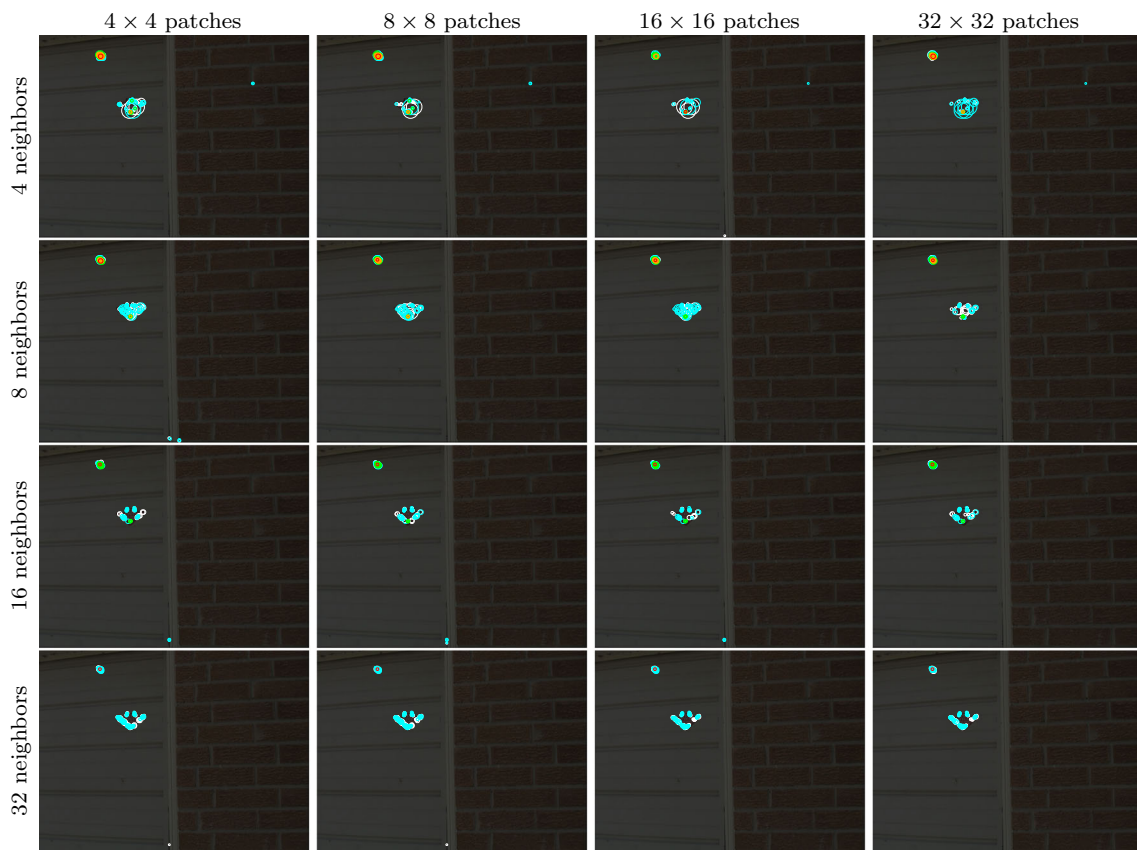 4 × 4 patches
8 × 8 patches
16 × 16 patches
32 × 32 patches
4 neighbors
8 neighbors
16 neighbors
32 neighbors